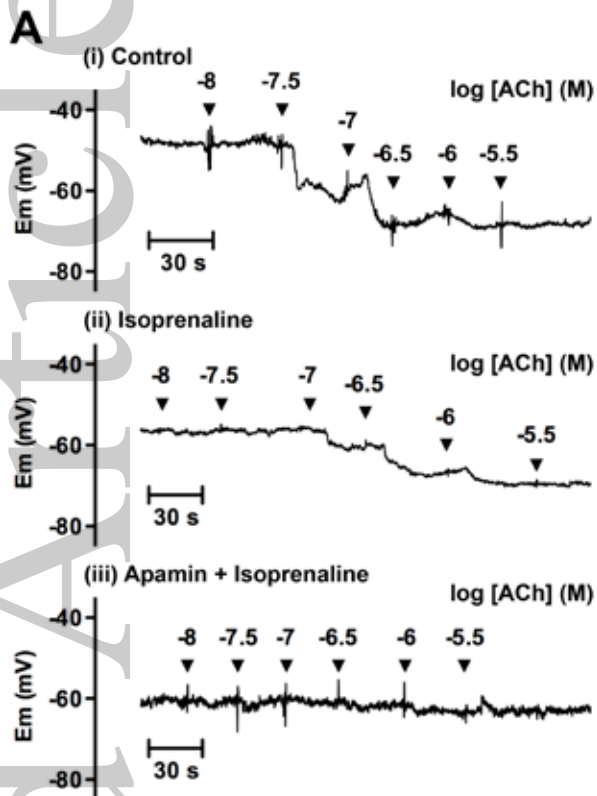 A
(i) Control
log [ACh] (M)
-8 -7.5 -7 -6.5 -6 -5.5
Em (mV)
-40
-60
-80
30 s
(ii) Isoprenaline
log [ACh] (M)
-8 -7.5 -7 -6.5 -6 -5.5
Em (mV)
-40
-60
-80
30 s
(iii) Apamin + Isoprenaline
log [ACh] (M)
-8 -7.5 -7 -6.5 -6 -5.5
Em (mV)
-40
-60
-80
30 s
Article